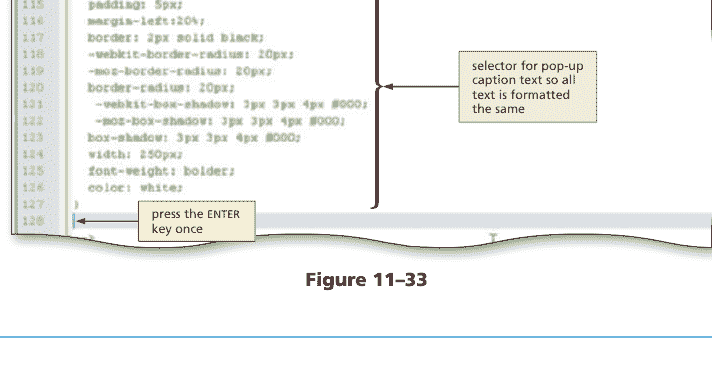 115 padding: 5px;
116 margin-left:20%;
117 border: 2px solid black;
118 -webkit-border-radius: 20px;
119 -moz-border-radius: 20px;
120 border-radius: 20px;
121 -webkit-box-shadow: 3px 3px 4px #000;
122 -moz-box-shadow: 3px 3px 4px #000;
123 box-shadow: 3px 3px 4px #000;
124 width: 250px;
125 font-weight: bolder;
126 color: white;
127 }
128
selector for pop-up
caption text so all
text is formatted
the same
press the ENTER
key once
Figure 11–33